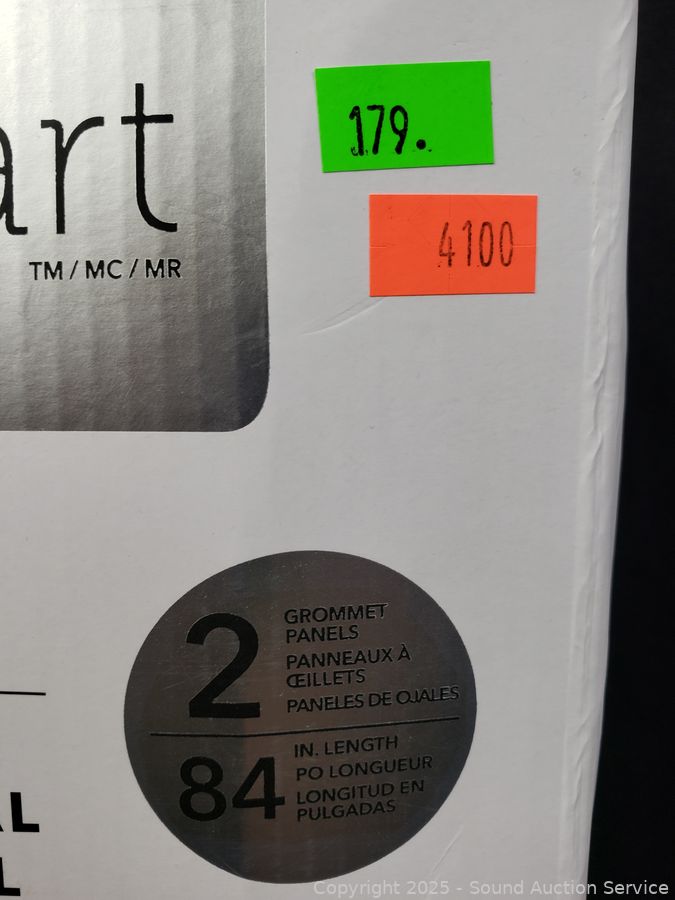 art
TM / MC / MR
179.
4100
2
GROMMET
PANELS
PANNEAUX À
ŒILLETS
PANELES DE OJALES
84
IN. LENGTH
PO LONGUEUR
LONGITUD EN
PULGADAS
AL
L
Copyright 2025 - Sound Auction Service